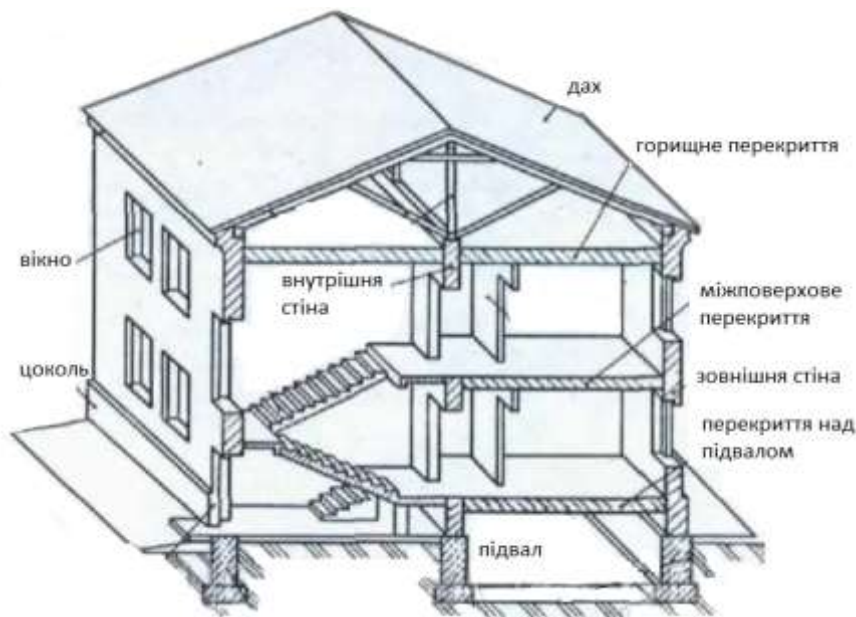 дах
горищне перекриття
вікно
внутрішня
стіна
міжповерхове
перекриття
цоколь
зовнішня стіна
перекриття над
підвалом
підвал